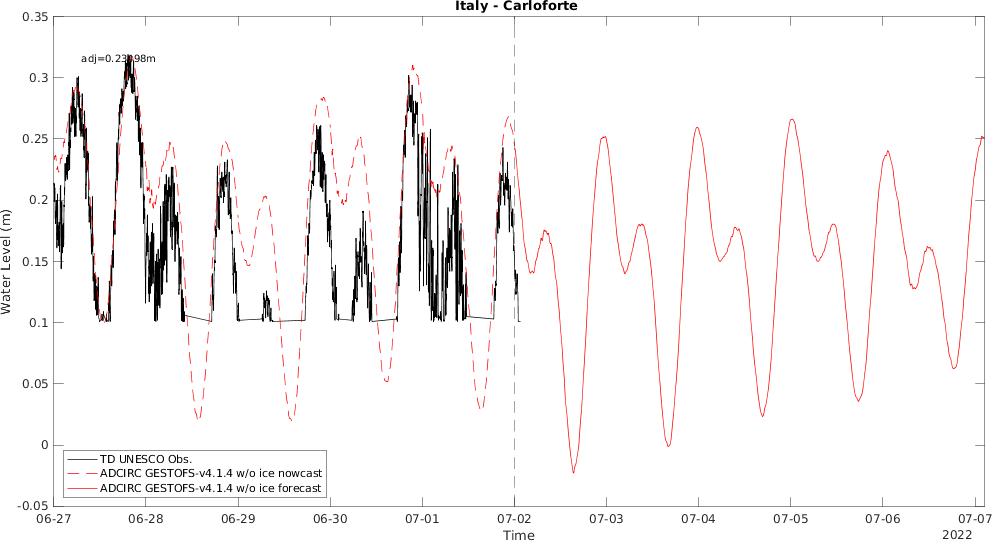 Italy - Carloforte
0.35
0.3
0.25
0.2
0.15
0.1
0.05
0
-0.05
Water Level (m)
TD UNESCO Obs.
ADCIRC GESTOFS-v4.1.4 w/o ice nowcast
ADCIRC GESTOFS-v4.1.4 w/o ice forecast
06-27 06-28 06-29 06-30 07-01 07-02 07-03 07-04 07-05 07-06 07-07
Time
2022